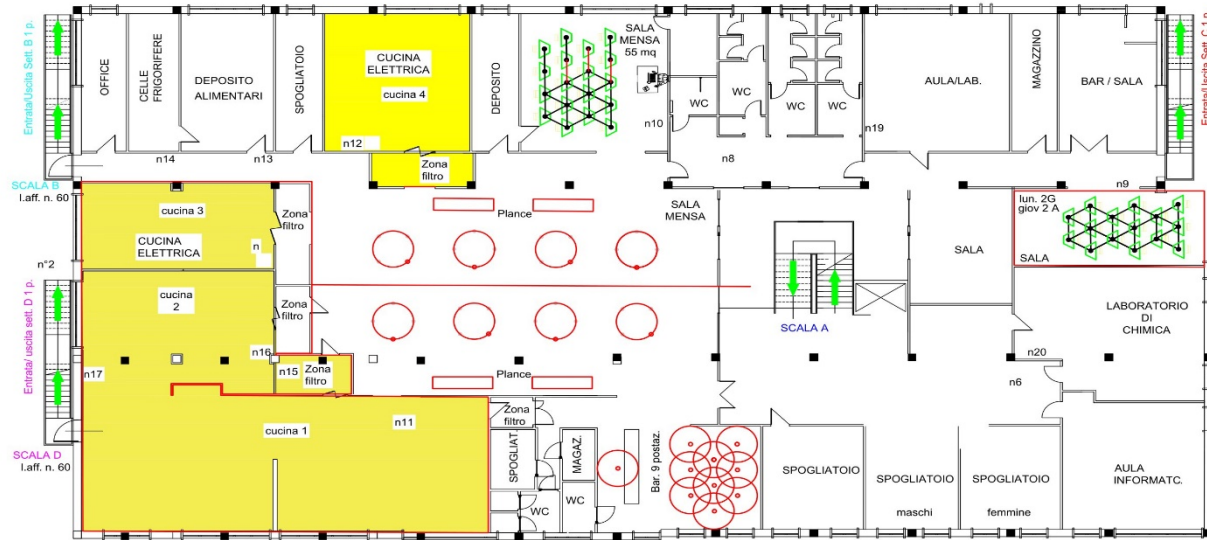 Entrata/Uscita Sett. B 1 p.
OFFICE
CELLE
FRIGORIFERE
DEPOSITO
ALIMENTARI
SPOGLIATOIO
CUCINA
ELETTRICA
cucina 4
DEPOSITO
SALA
MENSA
55 mq
WC
WC
WC
WC
AULA/LAB.
MAGAZZINO
BAR / SALA
Entrata/Uscita Sett. C 1 p.
n14
n13
n12
n10
n8
n19
n9
Zona
filtro
SCALA B
l.aff. n. 60
cucina 3
CUCINA
ELETTRICA
n
Zona
filtro
Plance
SALA
MENSA
SALA
lun. 2G
giov 2 A
SALA
n°2
Entrata/ uscita sett. D 1 p.
cucina
2
Zona
filtro
SCALA A
LABORATORIO
DI
CHIMICA
n16
n17
n15
Zona
filtro
Plance
n20
n6
cucina 1
n11
Zona
filtro
SPOGLIAT.
MAGAZ.
WC
WC
Bar. 9 postaz.
SPOGLIATOIO
SPOGLIATOIO
maschi
SPOGLIATOIO
femmine
AULA
INFORMATC.
SCALA D
l.aff. n. 60